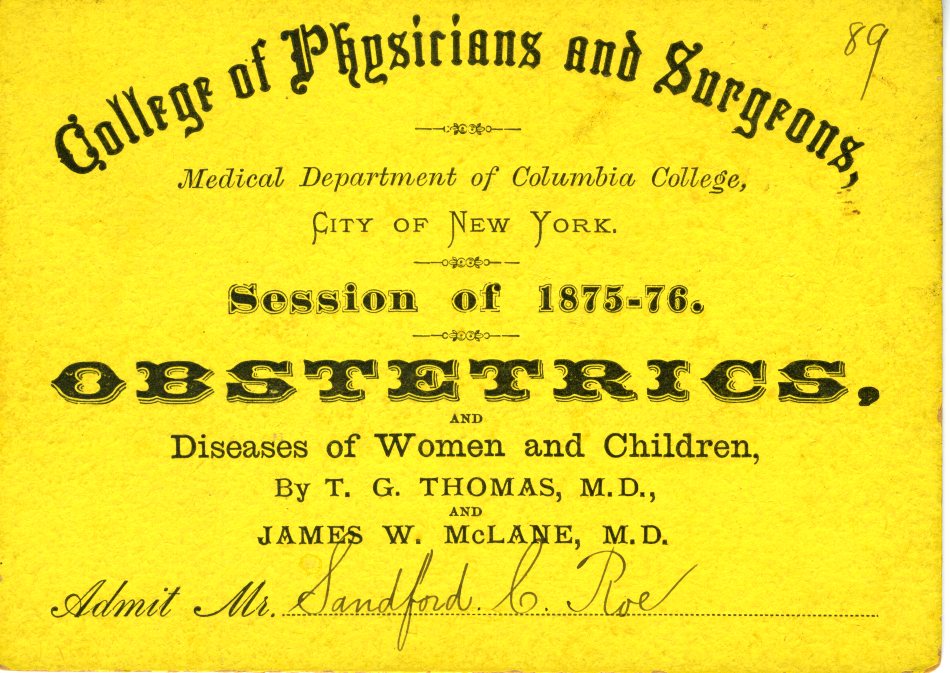 89
College of Physicians and Surgeons,
Medical Department of Columbia College,
City of New York.
Session of 1875-76.
OBSTETRICS,
AND
Diseases of Women and Children,
By T. G. THOMAS, M.D.,
AND
JAMES W. McLANE, M.D.
Admit Mr. Sandford. C. Roe